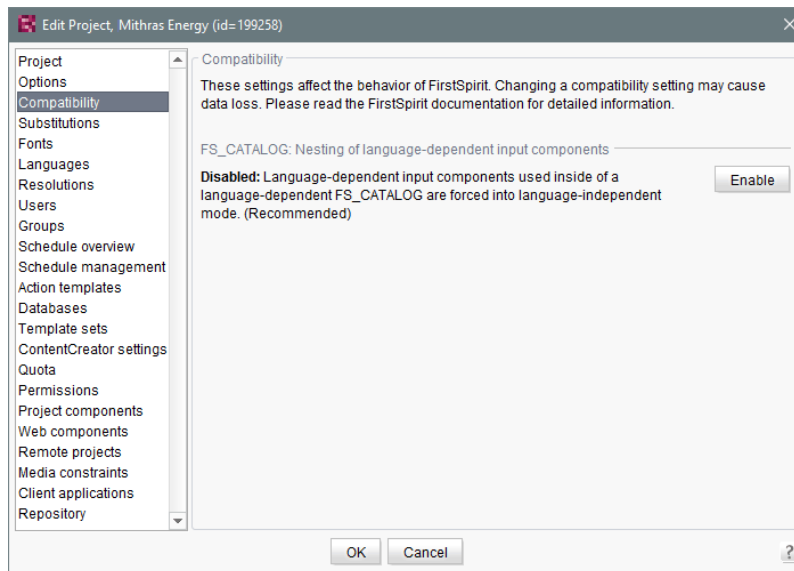 Edit Project, Mithras Energy (id=199258)
Project
Options
Compatibility
Substitutions
Fonts
Languages
Resolutions
Users
Groups
Schedule overview
Schedule management
Action templates
Databases
Template sets
ContentCreator settings
Quota
Permissions
Project components
Web components
Remote projects
Media constraints
Client applications
Repository
Compatibility
These settings affect the behavior of FirstSpirit. Changing a compatibility setting may cause
data loss. Please read the FirstSpirit documentation for detailed information.
FS_CATALOG: Nesting of language-dependent input components
Disabled: Language-dependent input components used inside of a
language-dependent FS_CATALOG are forced into language-independent
mode. (Recommended)
Enable
OK
Cancel
?